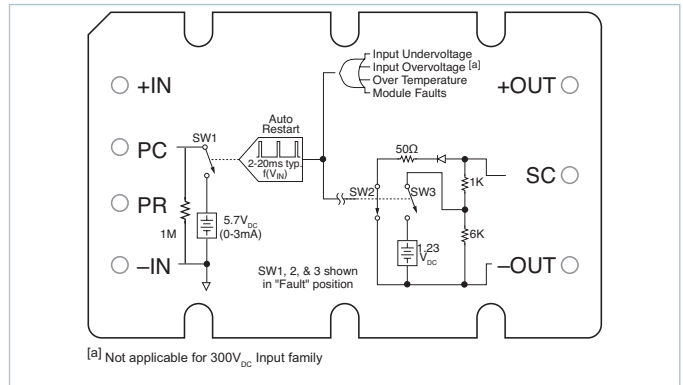 Input Undervoltage
Input Overvoltage [a]
Over Temperature
Module Faults
+IN
+OUT
Auto
Restart
PC
SW1
2-20ms typ.
f(VIN)
50Ω
SC
1K
SW2
SW3
PR
1M
5.7VDC
(0-3mA)
6K
1.23
VDC
–IN
–OUT
SW1, 2, & 3 shown
in "Fault" position
[a] Not applicable for 300VDC Input family